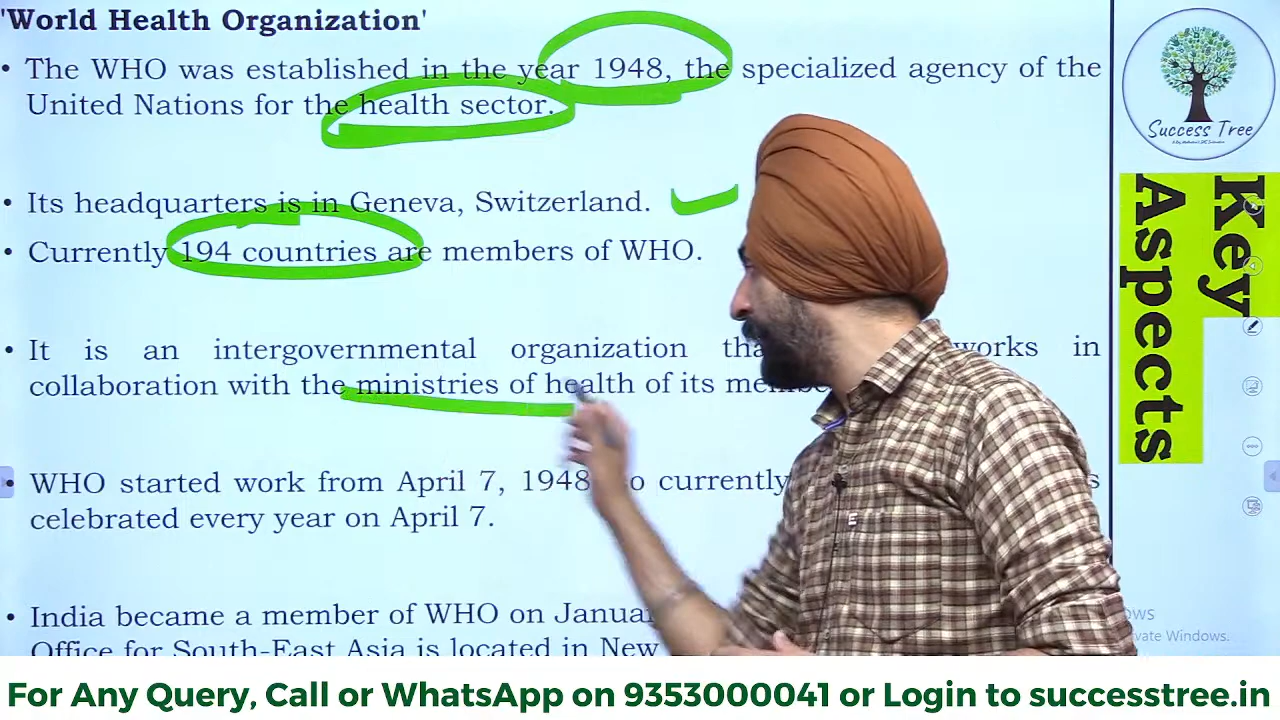 'World Health Organization'
• The WHO was established in the year 1948, the specialized agency of the
United Nations for the health sector.
• Its headquarters is in Geneva, Switzerland.
• Currently 194 countries are members of WHO.
• It is an intergovernmental organization works in
collaboration with the ministries of health of its
• WHO started work from April 7, 1948 currently
celebrated every year on April 7.
• India became a member of WHO on
Office for South-East Asia is located in New
Success Tree
Key
Aspects
For Any Query, Call or WhatsApp on 9353000041 or Login to successtree.in